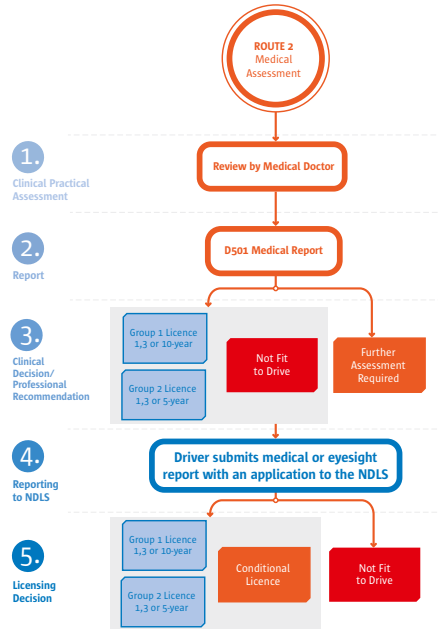 ROUTE 2
Medical
Assessment
1.
Clinical Practical
Assessment
Review by Medical Doctor
2.
Report
D501 Medical Report
3.
Clinical
Decision/
Professional
Recommendation
Group 1 Licence
1,3 or 10-year
Group 2 Licence
1,3 or 5-year
Not Fit
to Drive
Further
Assessment
Required
4.
Reporting
to NDLS
Driver submits medical or eyesight
report with an application to the NDLS
5.
Licensing
Decision
Group 1 Licence
1,3 or 10-year
Group 2 Licence
1,3 or 5-year
Conditional
Licence
Not Fit
to Drive